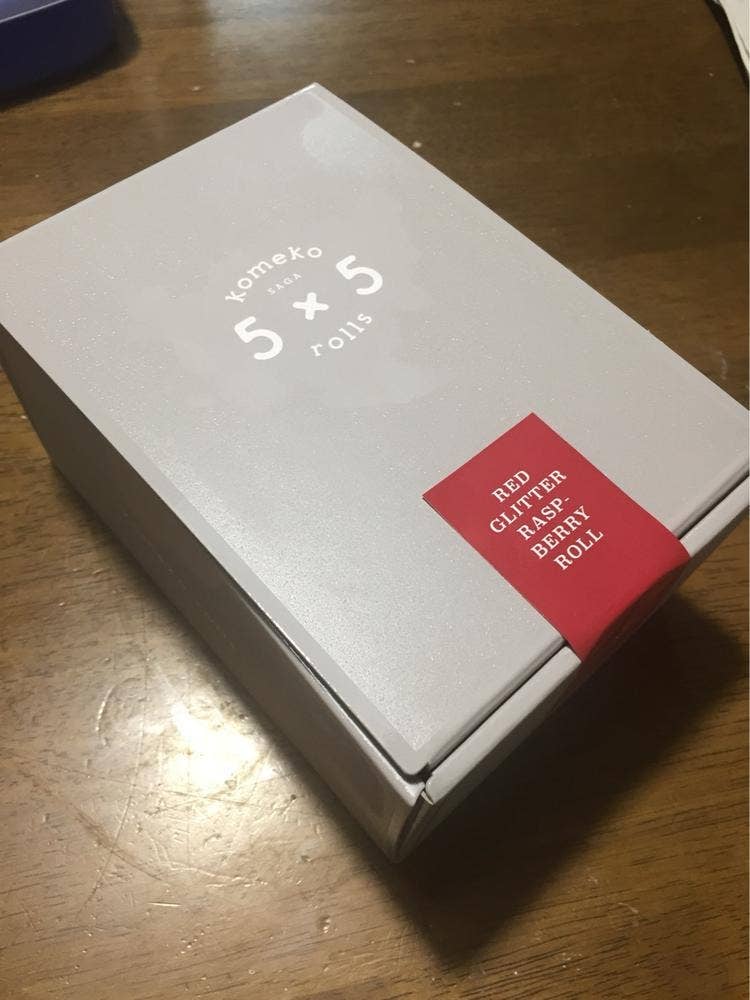 komeko
SAGA
5 × 5
rolls
RED
GLITTER
RASP-
BERRY
ROLL